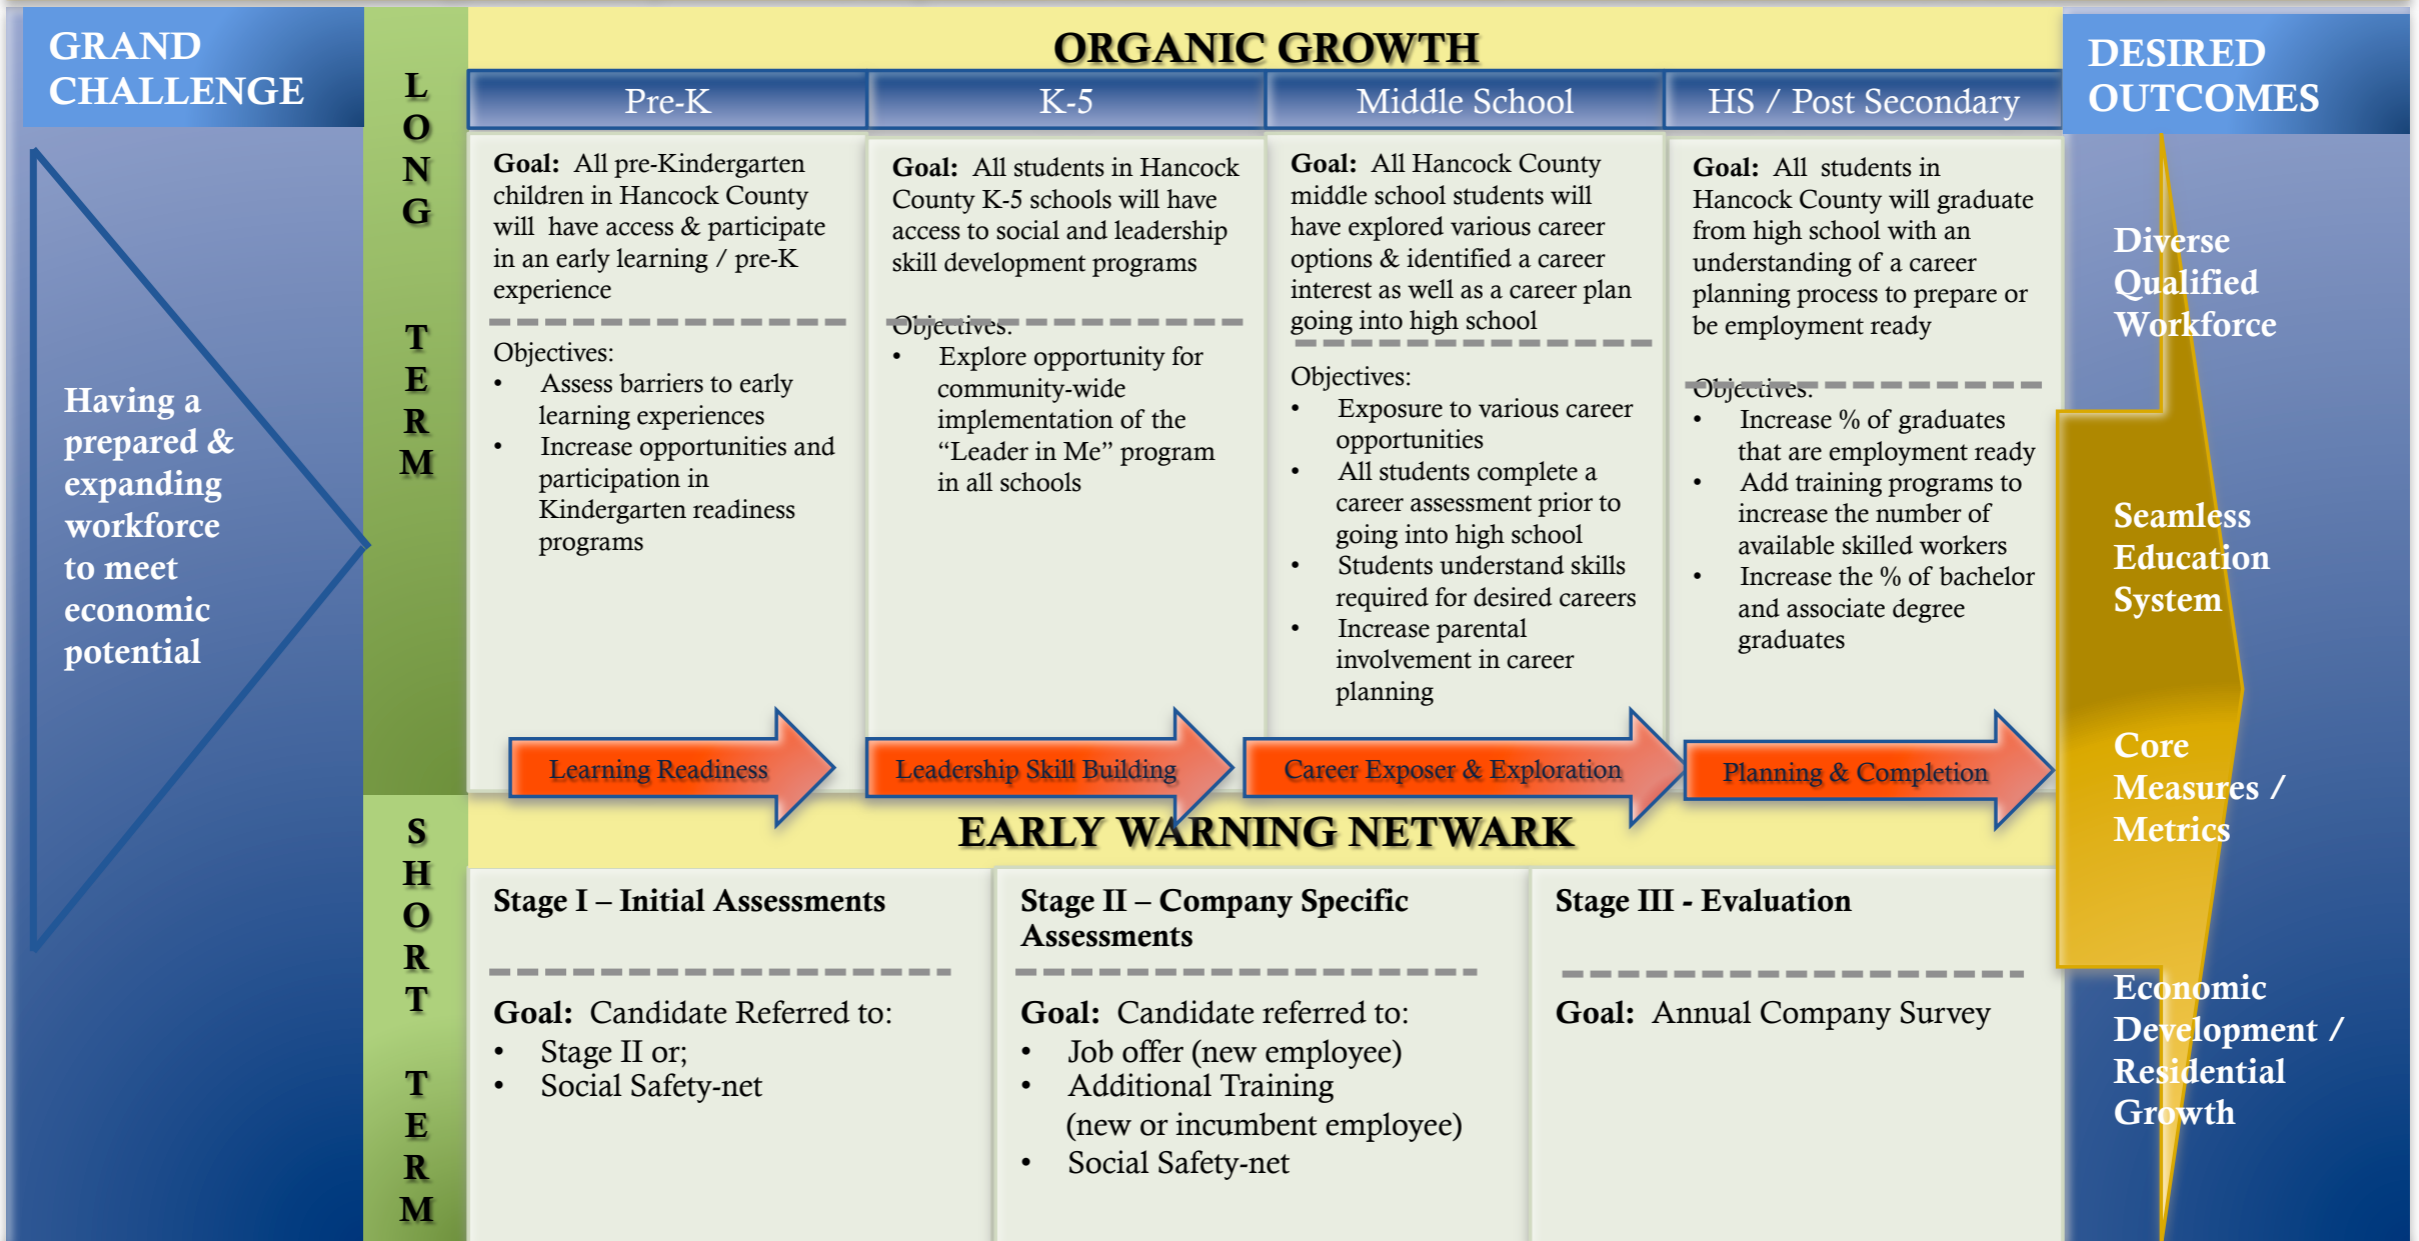 GRAND
CHALLENGE
Having a
prepared &
expanding
workforce
to meet
economic
potential
LONG
TERM
ORGANIC GROWTH
Pre-K
Goal: All pre-Kindergarten
children in Hancock County
will have access & participate
in an early learning / pre-K
experience
Objectives:
• Assess barriers to early
learning experiences
• Increase opportunities and
participation in
Kindergarten readiness
programs
Learning Readiness
K-5
Goal: All students in Hancock
County K-5 schools will have
access to social and leadership
skill development programs
Objectives:
• Explore opportunity for
community-wide
implementation of the
“Leader in Me” program
in all schools
Leadership Skill Building
Middle School
Goal: All Hancock County
middle school students will
have explored various career
options & identified a career
interest as well as a career plan
going into high school
Objectives:
• Exposure to various career
opportunities
• All students complete a
career assessment prior to
going into high school
• Students understand skills
required for desired careers
• Increase parental
involvement in career
planning
Career Exposer & Exploration
HS / Post Secondary
Goal: All students in
Hancock County will graduate
from high school with an
understanding of a career
planning process to prepare or
be employment ready
Objectives:
• Increase % of graduates
that are employment ready
• Add training programs to
increase the number of
available skilled workers
• Increase the % of bachelor
and associate degree
graduates
Planning & Completion
SHORT
TERM
EARLY WARNING NETWARK
Stage I – Initial Assessments
Goal: Candidate Referred to:
• Stage II or;
• Social Safety-net
Stage II – Company Specific
Assessments
Goal: Candidate referred to:
• Job offer (new employee)
• Additional Training
(new or incumbent employee)
• Social Safety-net
Stage III - Evaluation
Goal: Annual Company Survey
DESIRED
OUTCOMES
Diverse
Qualified
Workforce
Seamless
Education
System
Core
Measures /
Metrics
Economic
Development /
Residential
Growth